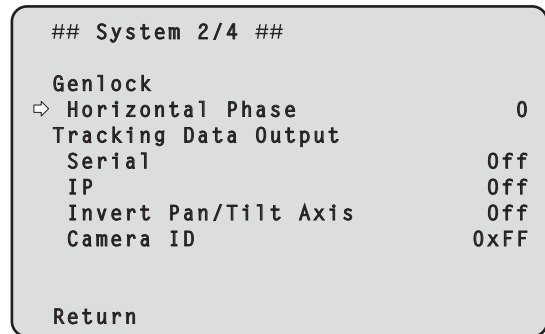 ## System 2/4 ##
Genlock
⇨ Horizontal Phase 0
Tracking Data Output
Serial Off
IP Off
Invert Pan/Tilt Axis Off
Camera ID 0xFF
Return